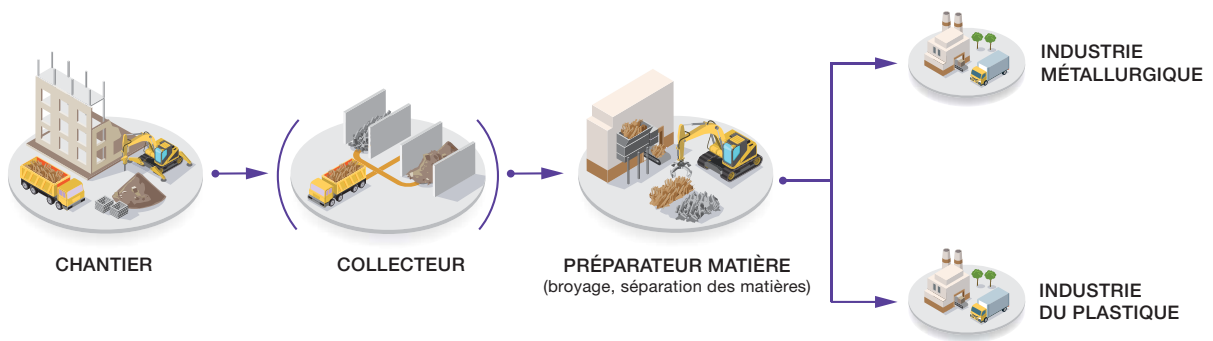 CHANTIER
COLLECTEUR
PRÉPARATEUR MATIÈRE
(broyage, séparation des matières)
INDUSTRIE
MÉTALLURGIQUE
INDUSTRIE
DU PLASTIQUE